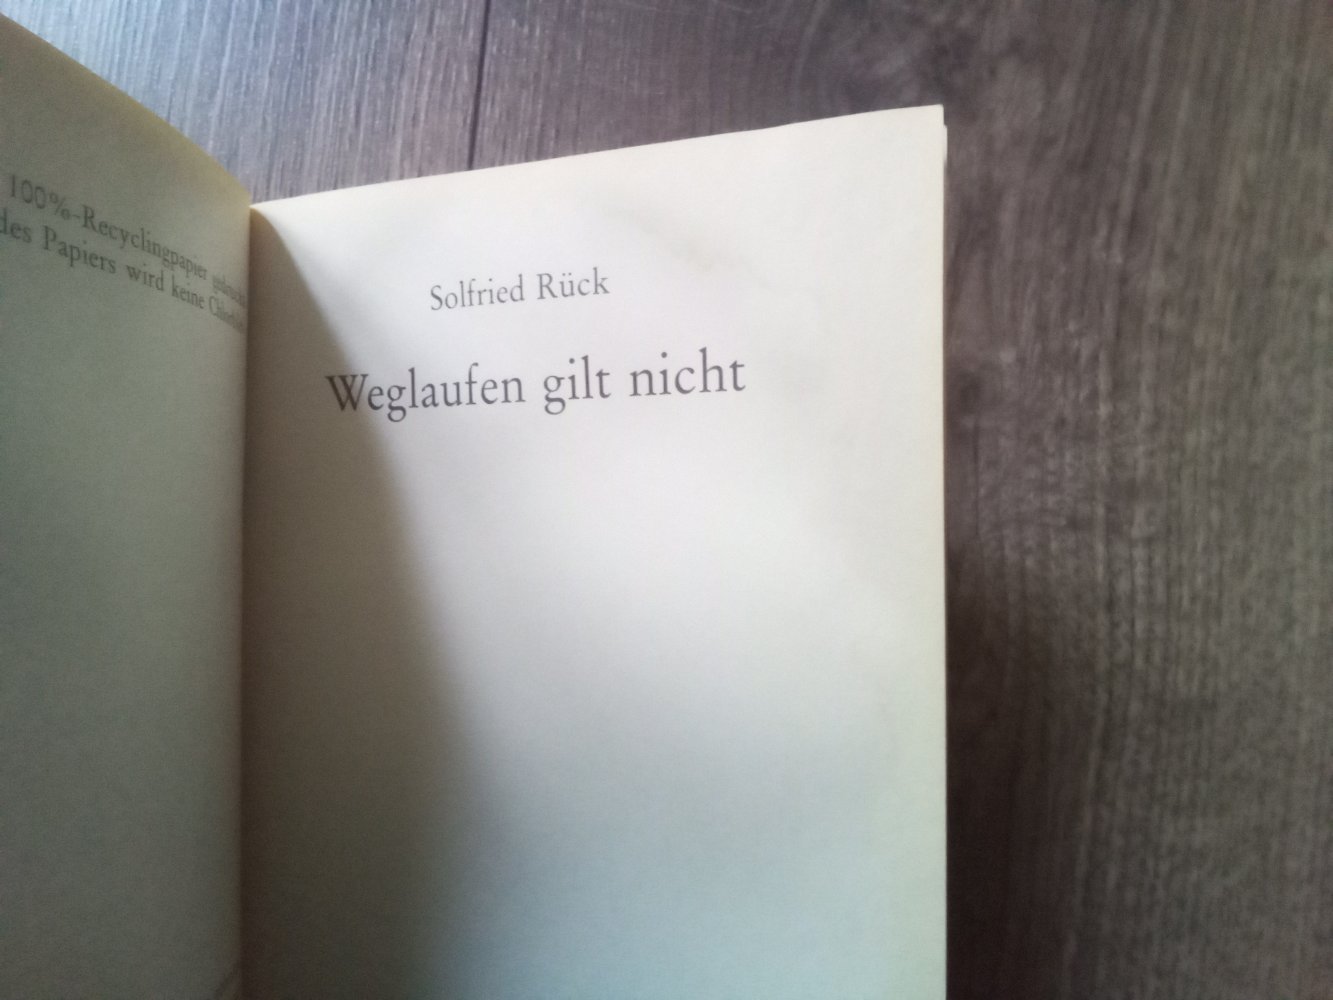 100%-Recyclingpapier
des Papiers wird keine
Solfried Rück
Weglaufen gilt nicht